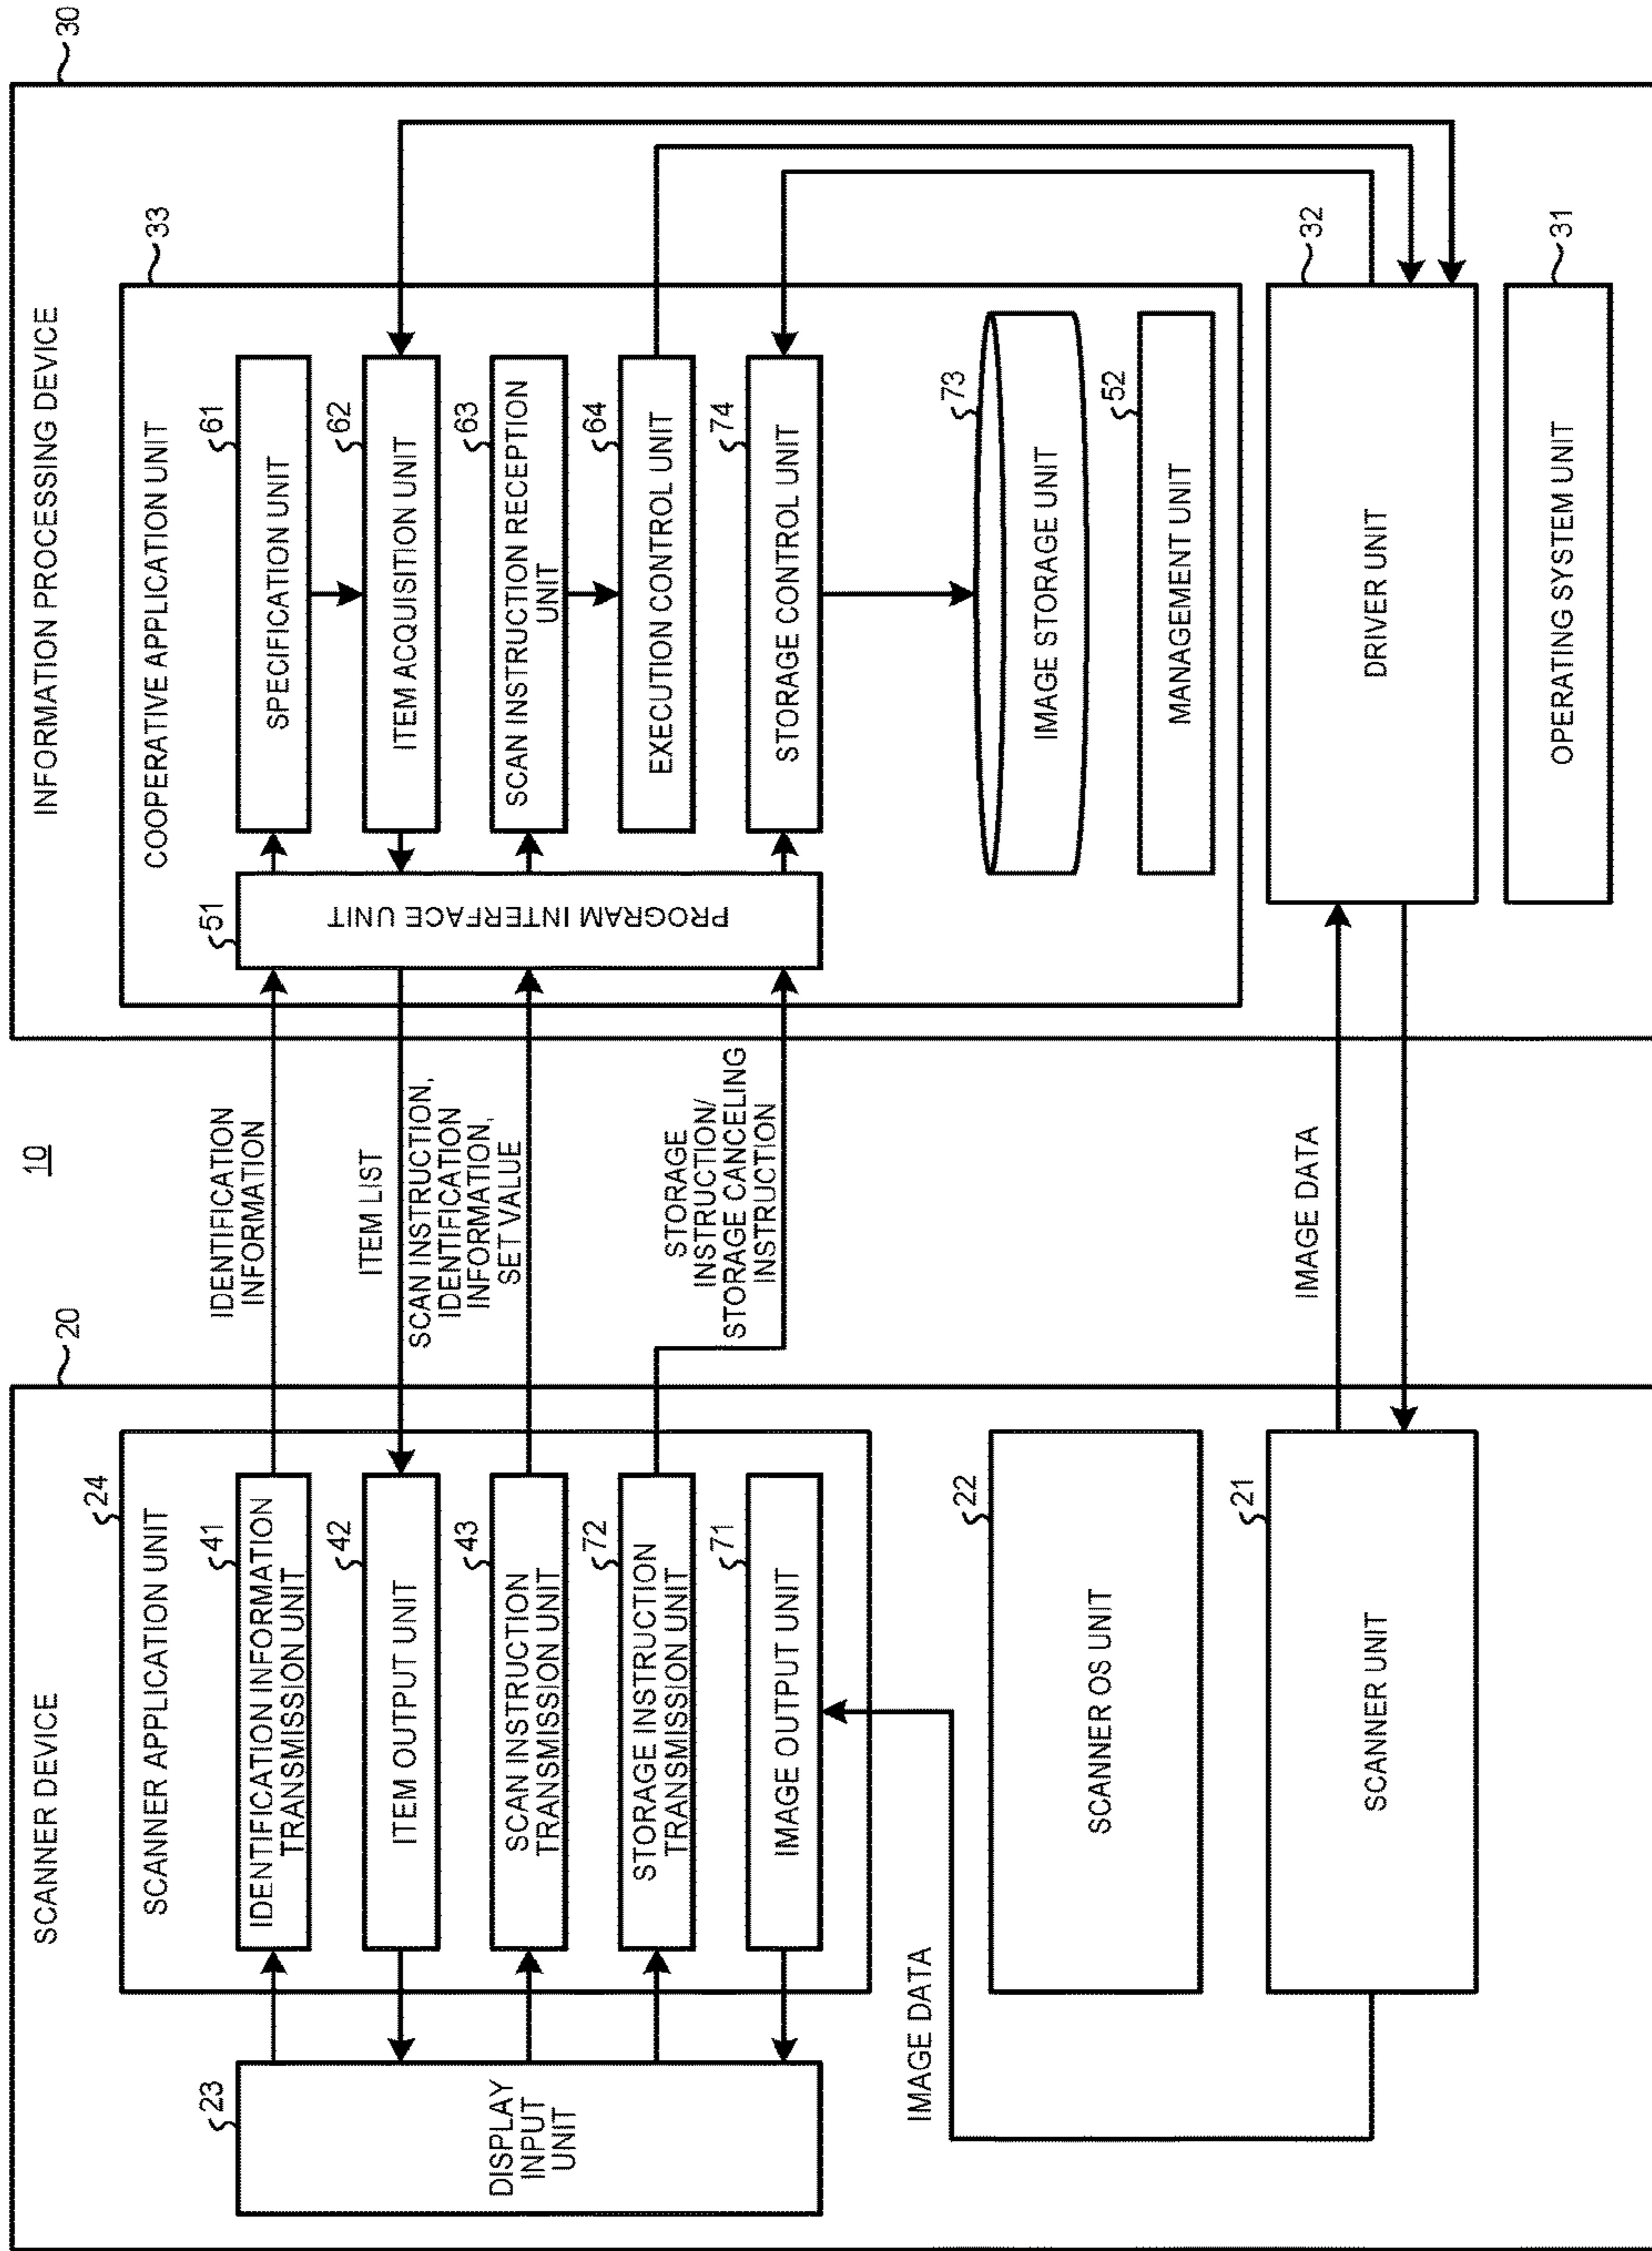 10
SCANNER DEVICE
20
SCANNER APPLICATION UNIT
24
23
DISPLAY
INPUT
UNIT
41
IDENTIFICATION INFORMATION
TRANSMISSION UNIT
42
ITEM OUTPUT UNIT
43
SCAN INSTRUCTION
TRANSMISSION UNIT
72
STORAGE INSTRUCTION
TRANSMISSION UNIT
71
IMAGE OUTPUT UNIT
IMAGE DATA
22
SCANNER OS UNIT
21
SCANNER UNIT
IDENTIFICATION
INFORMATION
ITEM LIST
SCAN INSTRUCTION,
IDENTIFICATION
INFORMATION,
SET VALUE
STORAGE
INSTRUCTION/
STORAGE CANCELING
INSTRUCTION
IMAGE DATA
INFORMATION PROCESSING DEVICE
30
COOPERATIVE APPLICATION UNIT
33
51
PROGRAM INTERFACE UNIT
61
SPECIFICATION UNIT
62
ITEM ACQUISITION UNIT
63
SCAN INSTRUCTION RECEPTION
UNIT
64
EXECUTION CONTROL UNIT
74
STORAGE CONTROL UNIT
73
IMAGE STORAGE UNIT
52
MANAGEMENT UNIT
32
DRIVER UNIT
31
OPERATING SYSTEM UNIT